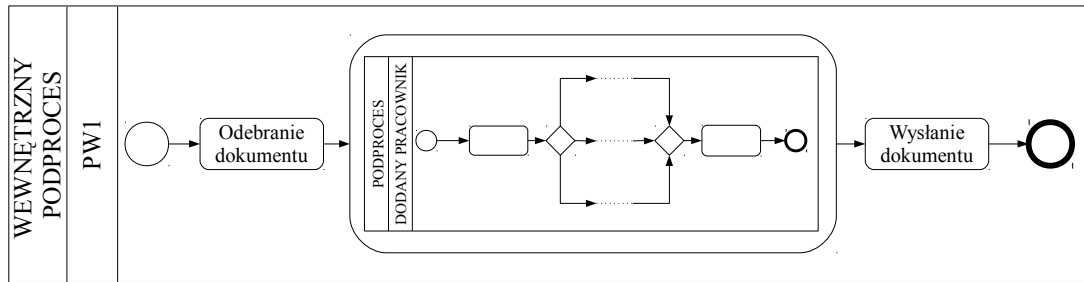 WEWNĘTRZNY
PODPROCES
PW1
Odebranie
dokumentu
PODPROCES
DODANY PRACOWNIK
Wysłanie
dokumentu